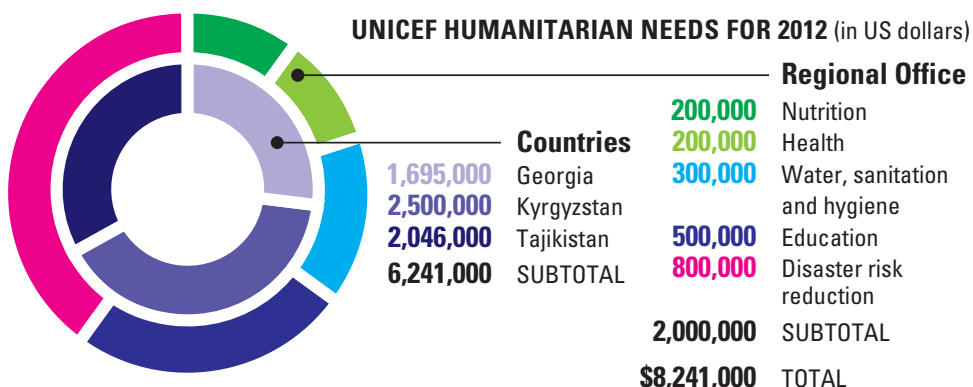 UNICEF HUMANITARIAN NEEDS FOR 2012 (in US dollars)
Countries
1,695,000 Georgia
2,500,000 Kyrgyzstan
2,046,000 Tajikistan
6,241,000 SUBTOTAL
Regional Office
200,000 Nutrition
200,000 Health
300,000 Water, sanitation
and hygiene
500,000 Education
800,000 Disaster risk
reduction
2,000,000 SUBTOTAL
$8,241,000 TOTAL